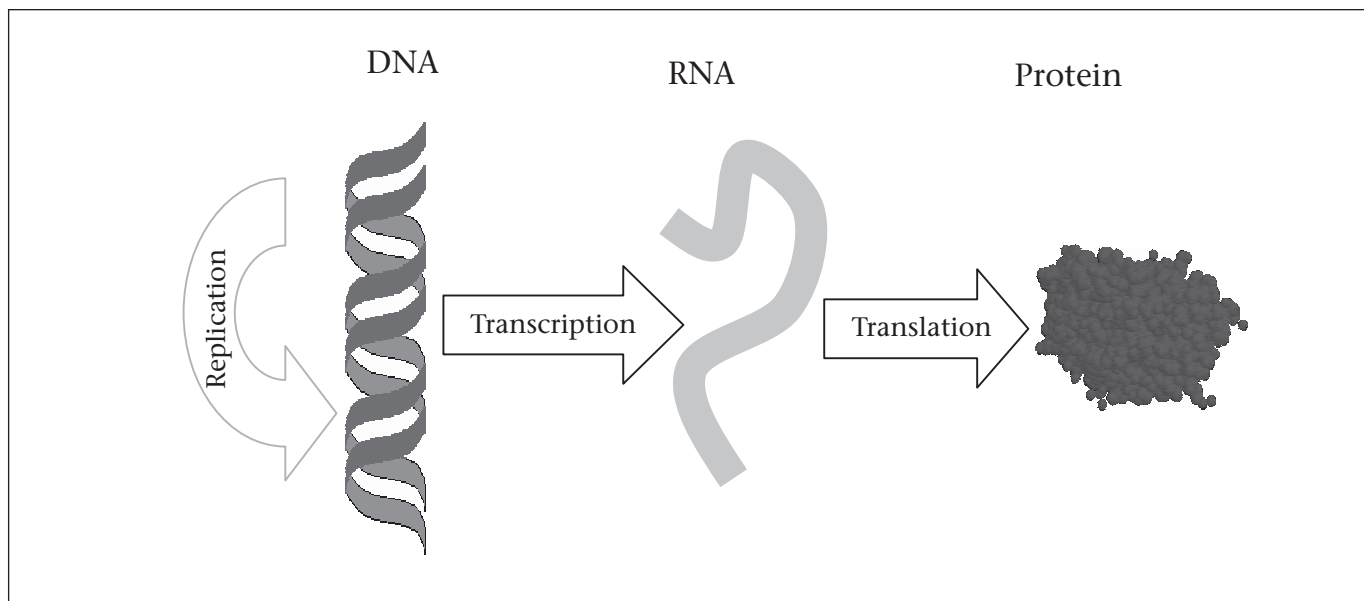 DNA
RNA
Protein
Replication
Transcription
Translation